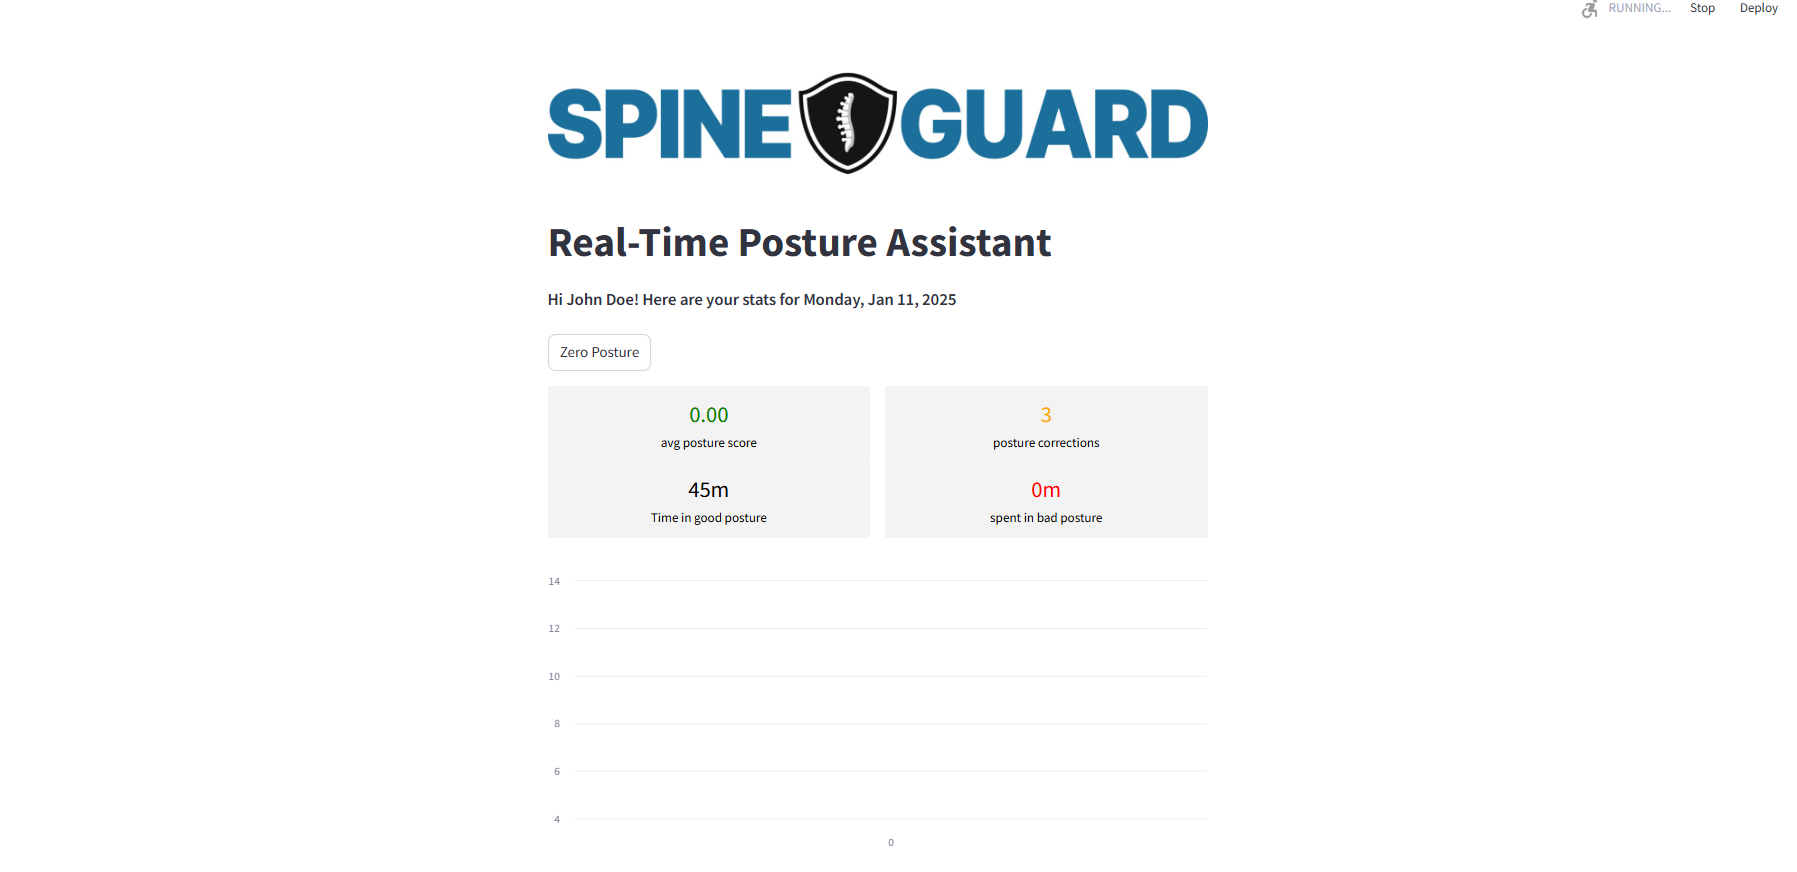 RUNNING... Stop Deploy
SPINE GUARD
Real-Time Posture Assistant
Hi John Doe! Here are your stats for Monday, Jan 11, 2025
Zero Posture
0.00
avg posture score
3
posture corrections
45m
Time in good posture
0m
spent in bad posture
14
12
10
8
6
4
0